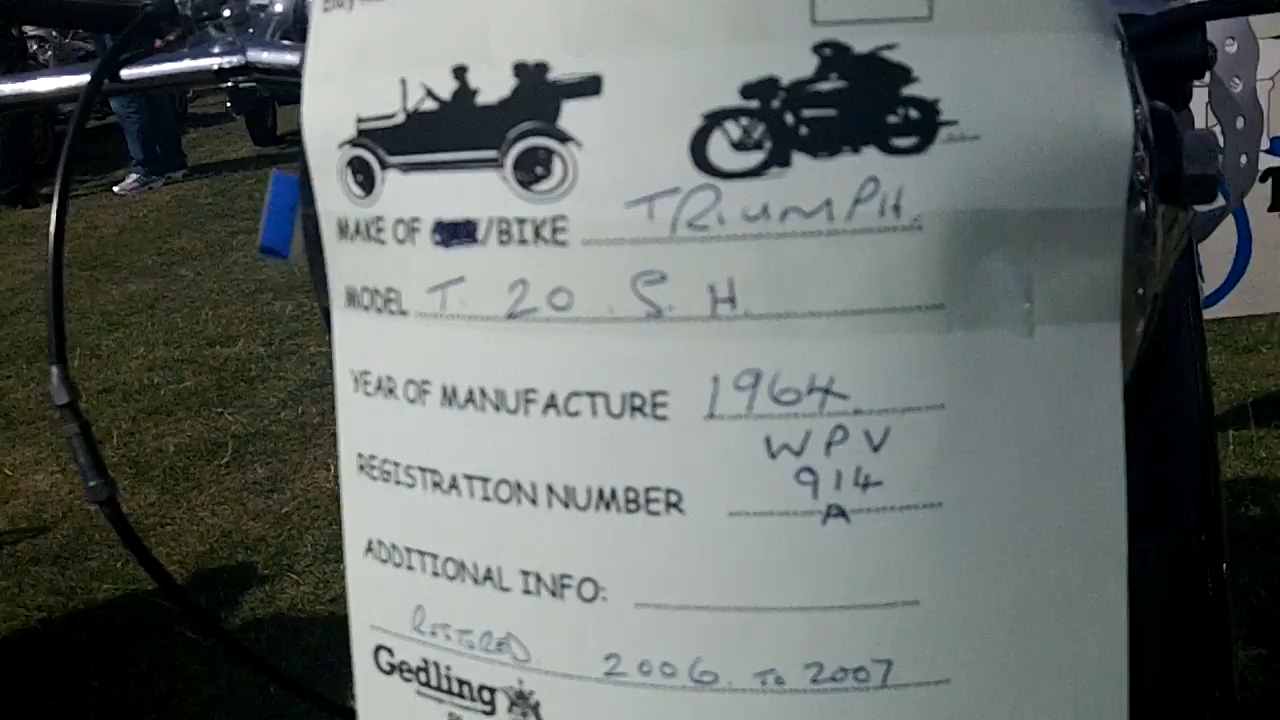 MAKE OF /BIKE TRIUMPH.
MODEL T. 20 . S. H.
YEAR OF MANUFACTURE 1964
WPV
REGISTRATION NUMBER 914
A
ADDITIONAL INFO:
RESTORED 2006 To 2007
Gedling